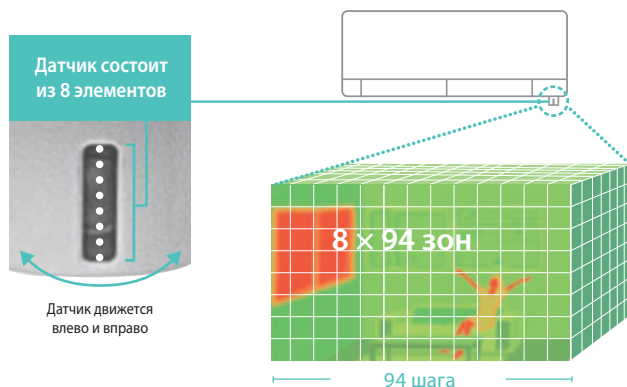 Датчик состоит
из 8 элементов
8 × 94 зон
Датчик движется
влево и вправо
94 шага